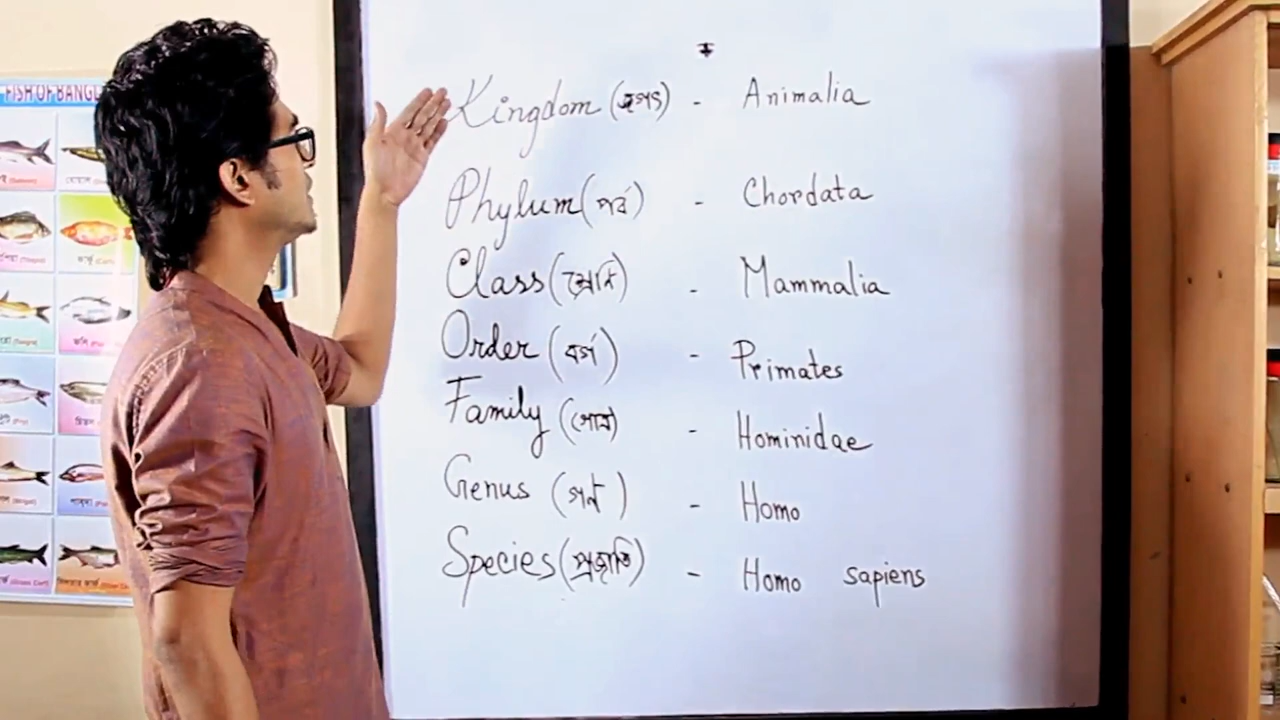 FISH OF BANGL
Kingdom (জগৎ) - Animalia
Phylum (পর্ব) - Chordata
Class (শ্রেণি) - Mammalia
Order (বর্গ) - Primates
Family (গোত্র) - Hominidae
Genus (গণ) - Homo
Species (প্রজাতি) - Homo sapiens